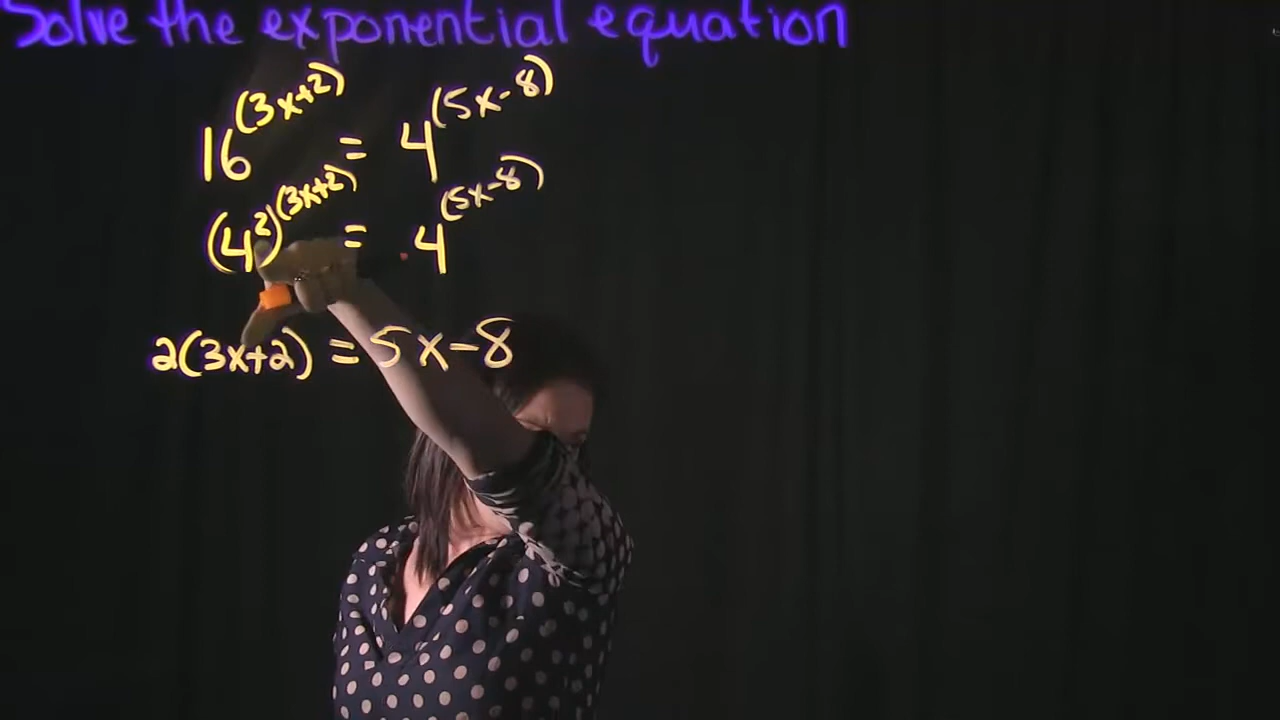 Solve the exponential equation
16^(3x+2) = 4^(5x-8)
(4^2)^(3x+2) = 4^(5x-8)
2(3x+2) = 5x-8